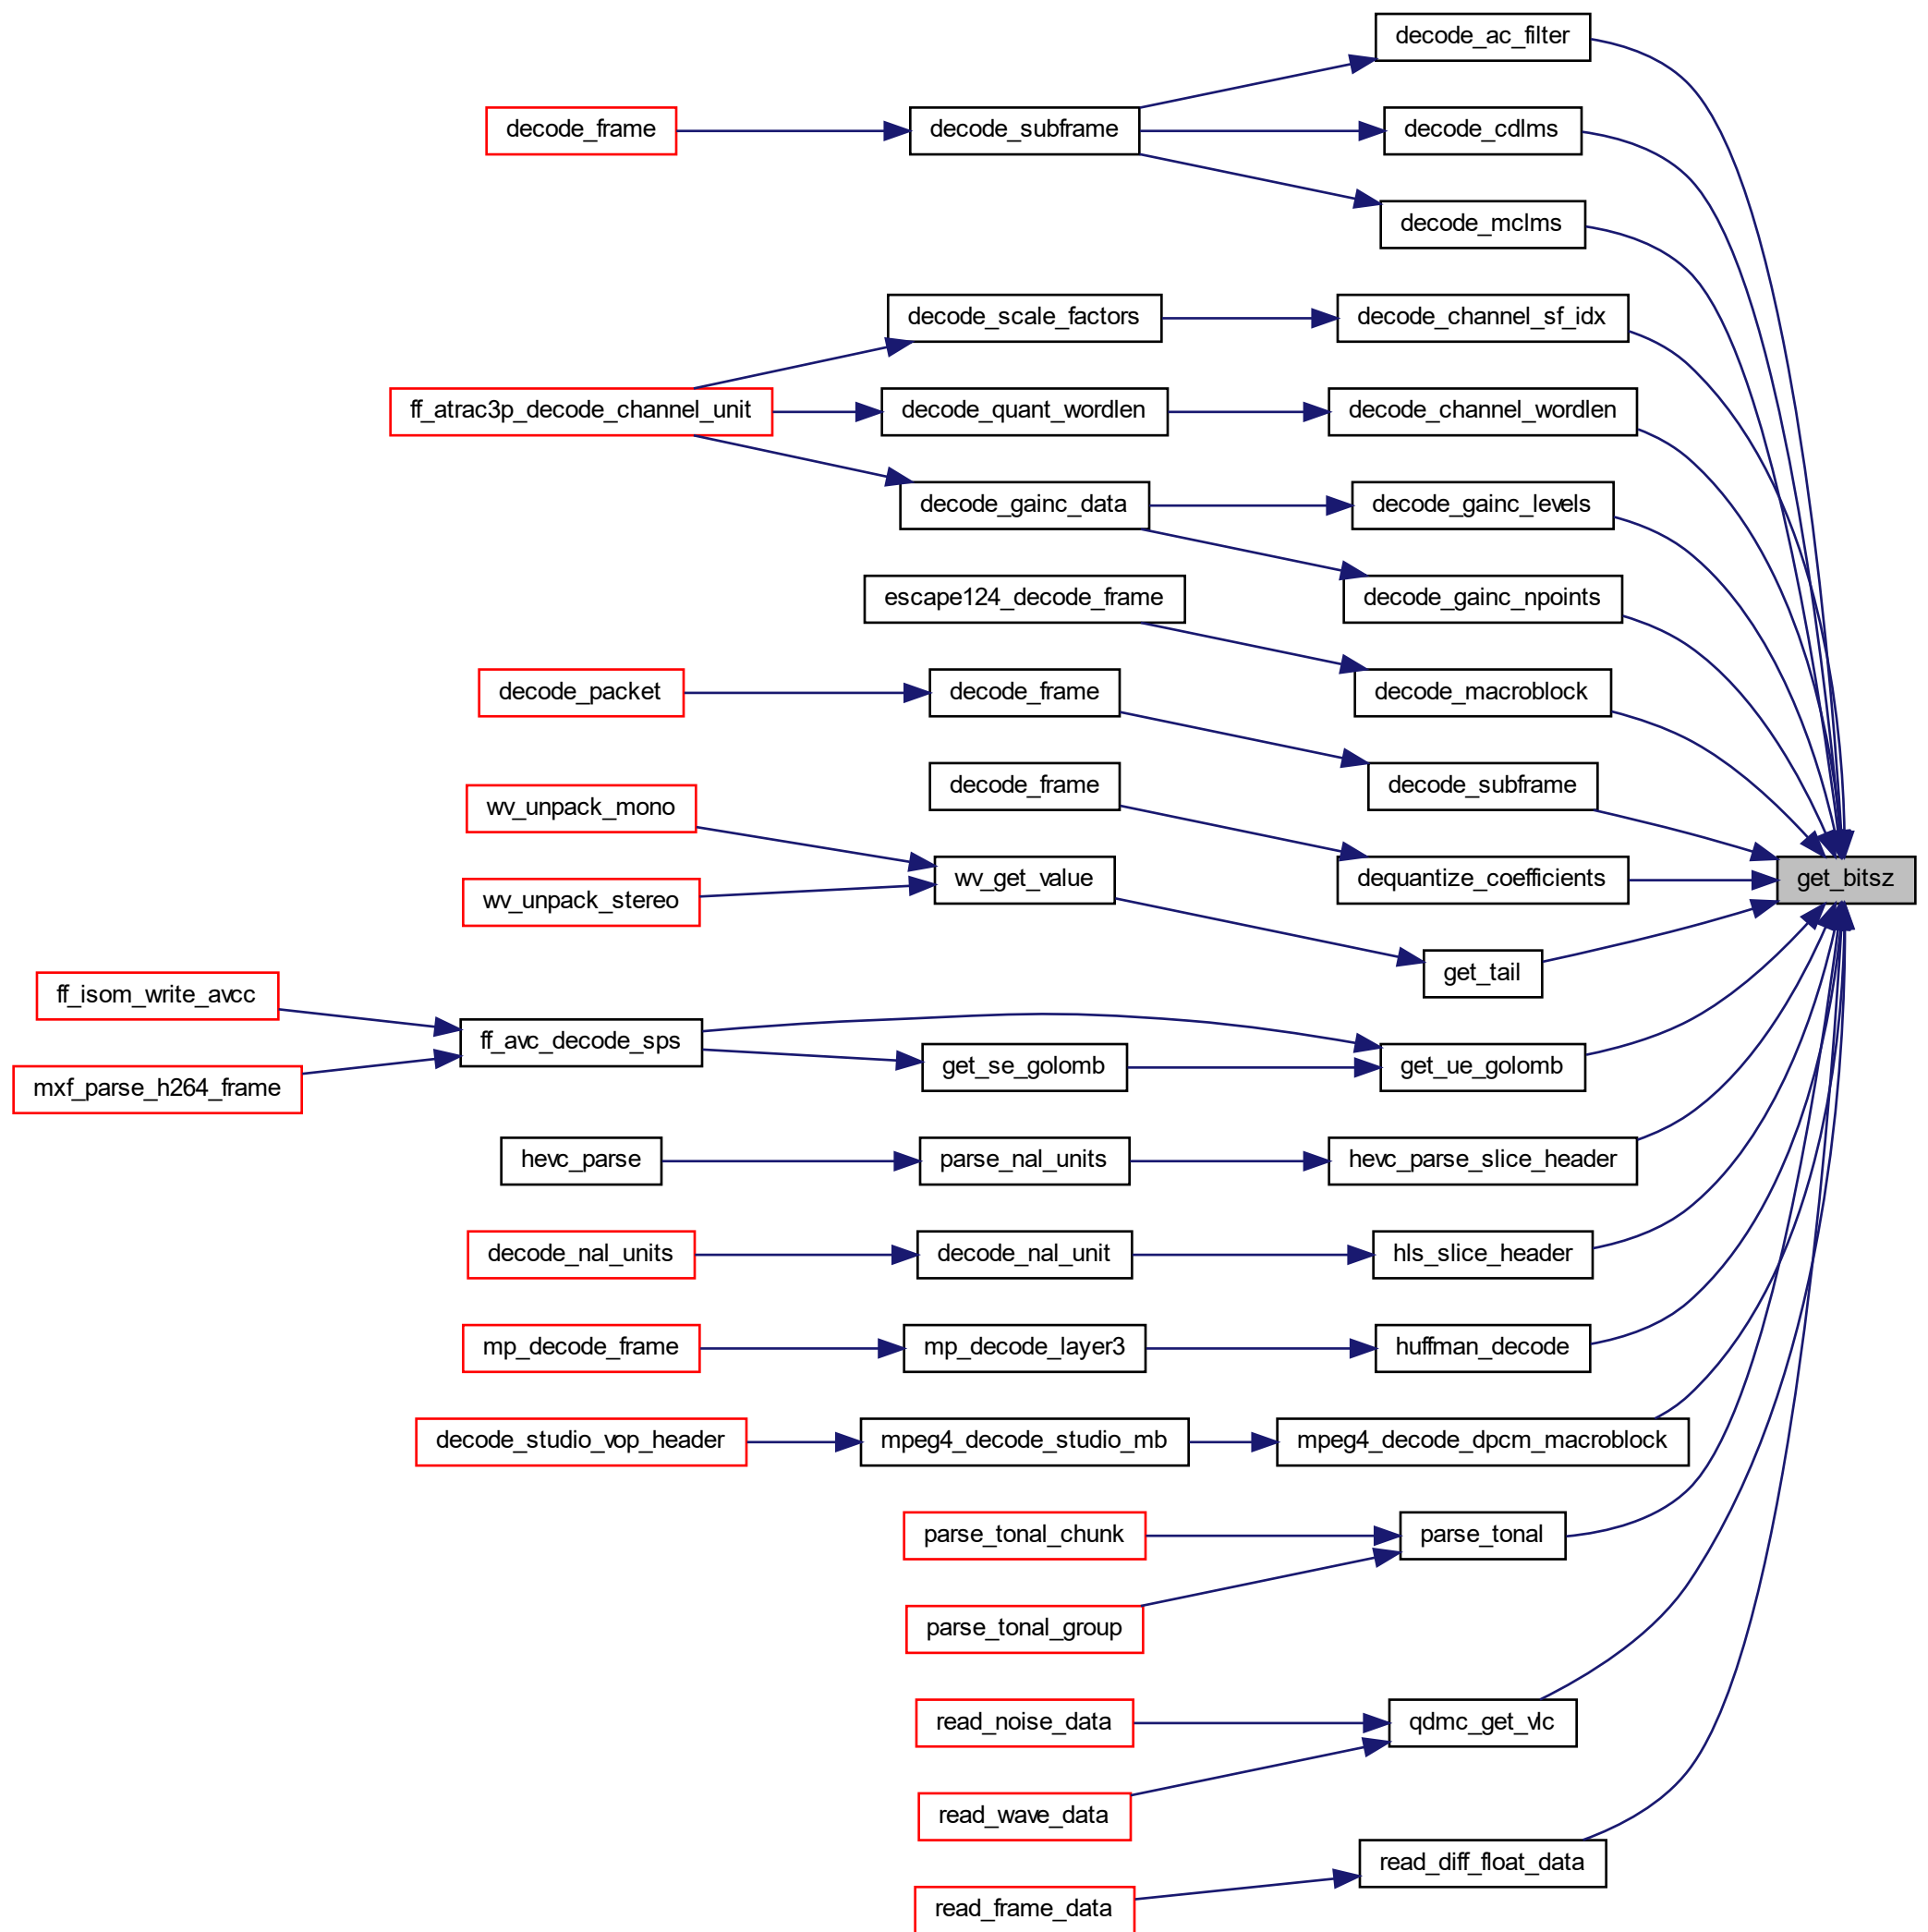 decode_ac_filter
decode_frame
decode_subframe
decode_cdlms
decode_mclms
decode_scale_factors
decode_channel_sf_idx
ff_atrac3p_decode_channel_unit
decode_quant_wordlen
decode_channel_wordlen
decode_gainc_data
decode_gainc_levels
escape124_decode_frame
decode_gainc_npoints
decode_packet
decode_frame
decode_macroblock
decode_frame
decode_subframe
wv_unpack_mono
wv_unpack_stereo
wv_get_value
dequantize_coefficients
get_bitsz
get_tail
ff_isom_write_avcc
ff_avc_decode_sps
mxf_parse_h264_frame
get_se_golomb
get_ue_golomb
hevc_parse
parse_nal_units
hevc_parse_slice_header
decode_nal_units
decode_nal_unit
hls_slice_header
mp_decode_frame
mp_decode_layer3
huffman_decode
decode_studio_vop_header
mpeg4_decode_studio_mb
mpeg4_decode_dpcm_macroblock
parse_tonal_chunk
parse_tonal
parse_tonal_group
read_noise_data
qdmc_get_vlc
read_wave_data
read_diff_float_data
read_frame_data